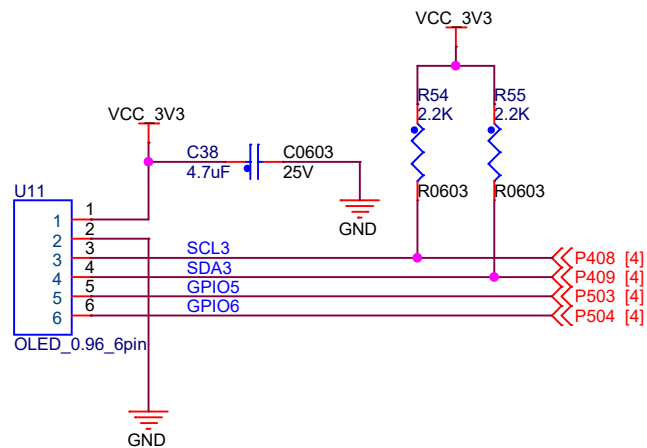 VCC_3V3
R54
R55
2.2K
2.2K
VCC_3V3
C38
C0603
4.7uF
25V
R0603
R0603
U11
GND
1
1
2
2
3
3
SCL3
P408 [4]
4
4
SDA3
P409 [4]
5
5
GPIO5
P503 [4]
6
6
GPIO6
P504 [4]
OLED_0.96_6pin
GND